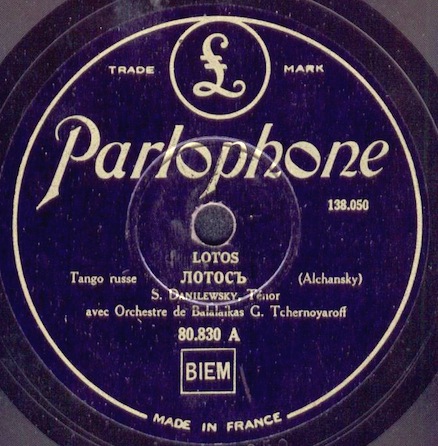 £
TRADE MARK
Parlophone
138.050
LOTOS
Tango russe ЛОТОСЪ (Alchansky)
S. DANILEWSKY, Ténor
avec Orchestre de Balalaïkas G. Tchernoyaroff
80.830 A
BIEM
MADE IN FRANCE